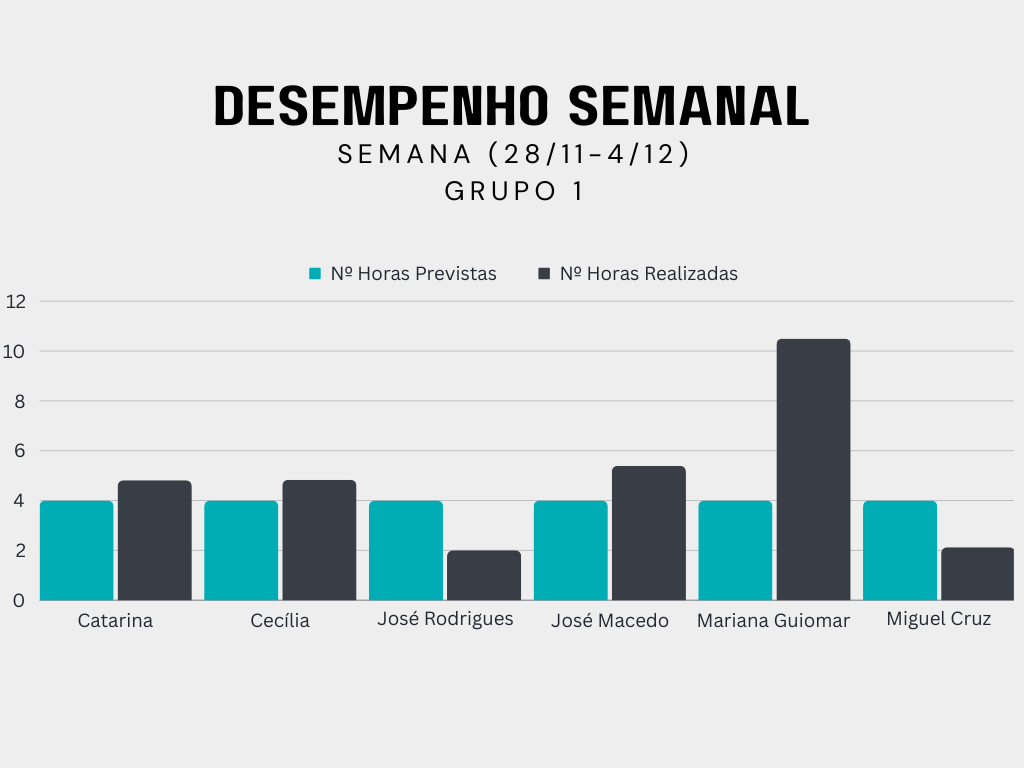 DESEMPENHO SEMANAL
SEMANA (28/11-4/12)
GRUPO 1
Nº Horas Previstas Nº Horas Realizadas
12
10
8
6
4
2
0
Catarina Cecília José Rodrigues José Macedo Mariana Guiomar Miguel Cruz